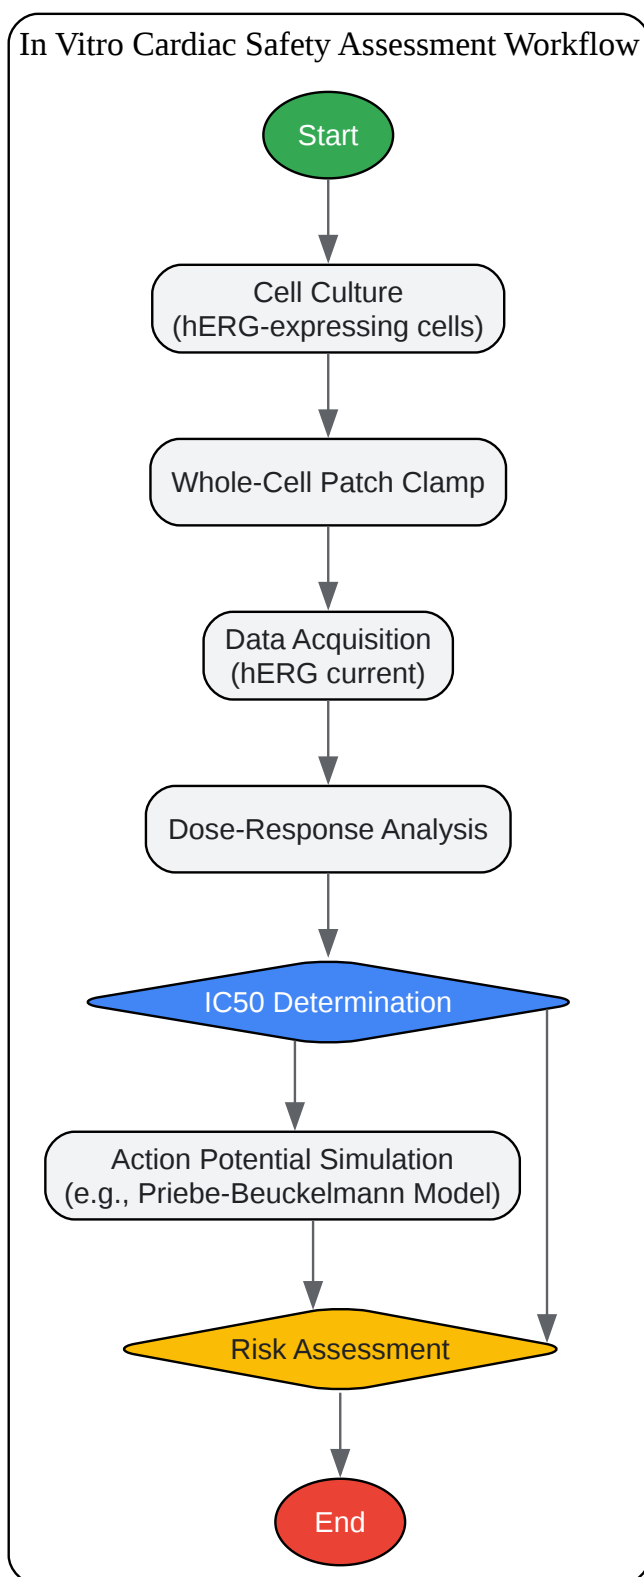 In Vitro Cardiac Safety Assessment Workflow
Start
Cell Culture
(hERG-expressing cells)
Whole-Cell Patch Clamp
Data Acquisition
(hERG current)
Dose-Response Analysis
IC50 Determination
Action Potential Simulation
(e.g., Priebe-Beuckelmann Model)
Risk Assessment
End